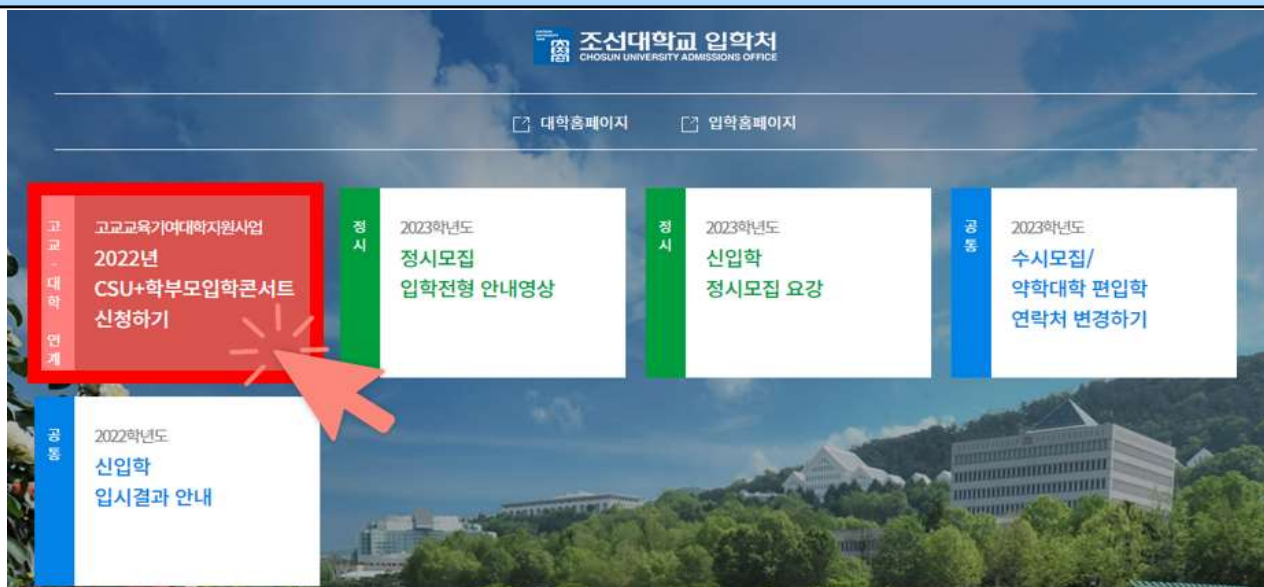 조선대학교 입학처
CHOSUN UNIVERSITY ADMISSIONS OFFICE
대학홈페이지
입학홈페이지
고교-대학 연계
고교교육기여대학지원사업
2022년
CSU+학부모입학콘서트
신청하기
정시
2023학년도
정시모집
입학전형 안내영상
정시
2023학년도
신입학
정시모집 요강
공통
2023학년도
수시모집/
약학대학 편입학
연락처 변경하기
공통
2022학년도
신입학
입시결과 안내